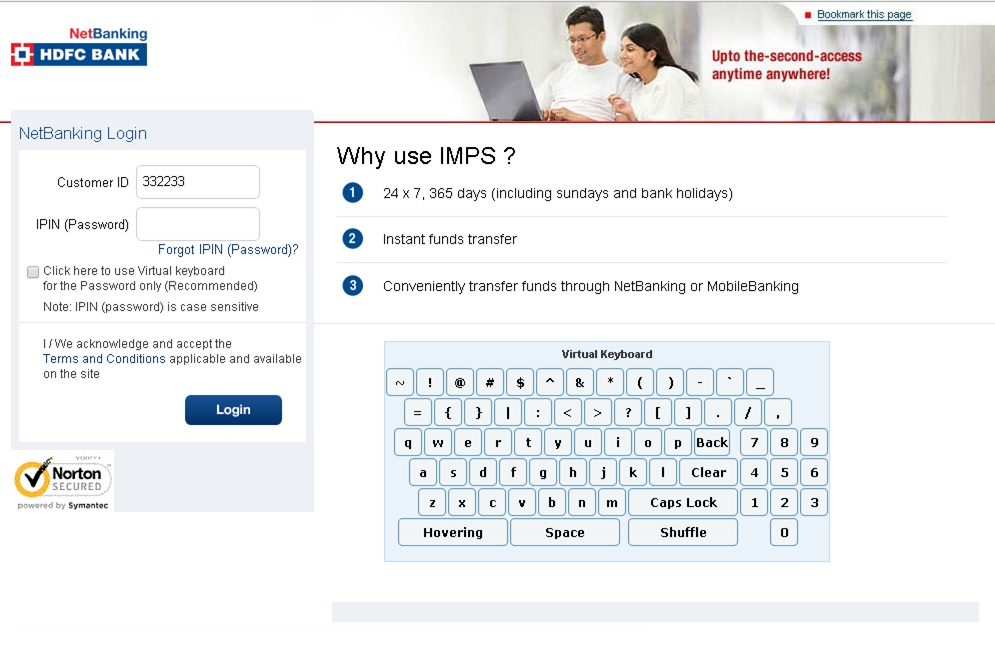 Bookmark this page
NetBanking
HDFC BANK
Upto the-second-access
anytime anywhere!
NetBanking Login
Customer ID 332233
IPIN (Password)
Forgot IPIN (Password)?
Click here to use Virtual keyboard
for the Password only (Recommended)
Note: IPIN (password) is case sensitive
I / We acknowledge and accept the
Terms and Conditions applicable and available
on the site
Login
VERIFY
Norton
SECURED
powered by Symantec
Why use IMPS ?
1 24 x 7, 365 days (including sundays and bank holidays)
2 Instant funds transfer
3 Conveniently transfer funds through NetBanking or MobileBanking
Virtual Keyboard
~ ! @ # $ ^ & * ( ) - ` _
= { } | : < > ? [ ] . / ,
q w e r t y u i o p Back 7 8 9
a s d f g h j k l Clear 4 5 6
z x c v b n m Caps Lock 1 2 3
Hovering Space Shuffle 0